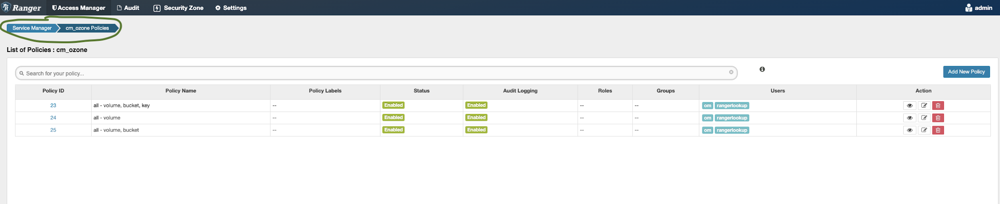 Ranger Access Manager Audit Security Zone Settings admin
Service Manager cm_ozone Policies
List of Policies : cm_ozone
Search for your policy... Add New Policy
Policy ID Policy Name Policy Labels Status Audit Logging Roles Groups Users Action
23 all - volume, bucket, key -- Enabled Enabled -- -- om rangerlookup
24 all - volume -- Enabled Enabled -- -- om rangerlookup
25 all - volume, bucket -- Enabled Enabled -- -- om rangerlookup